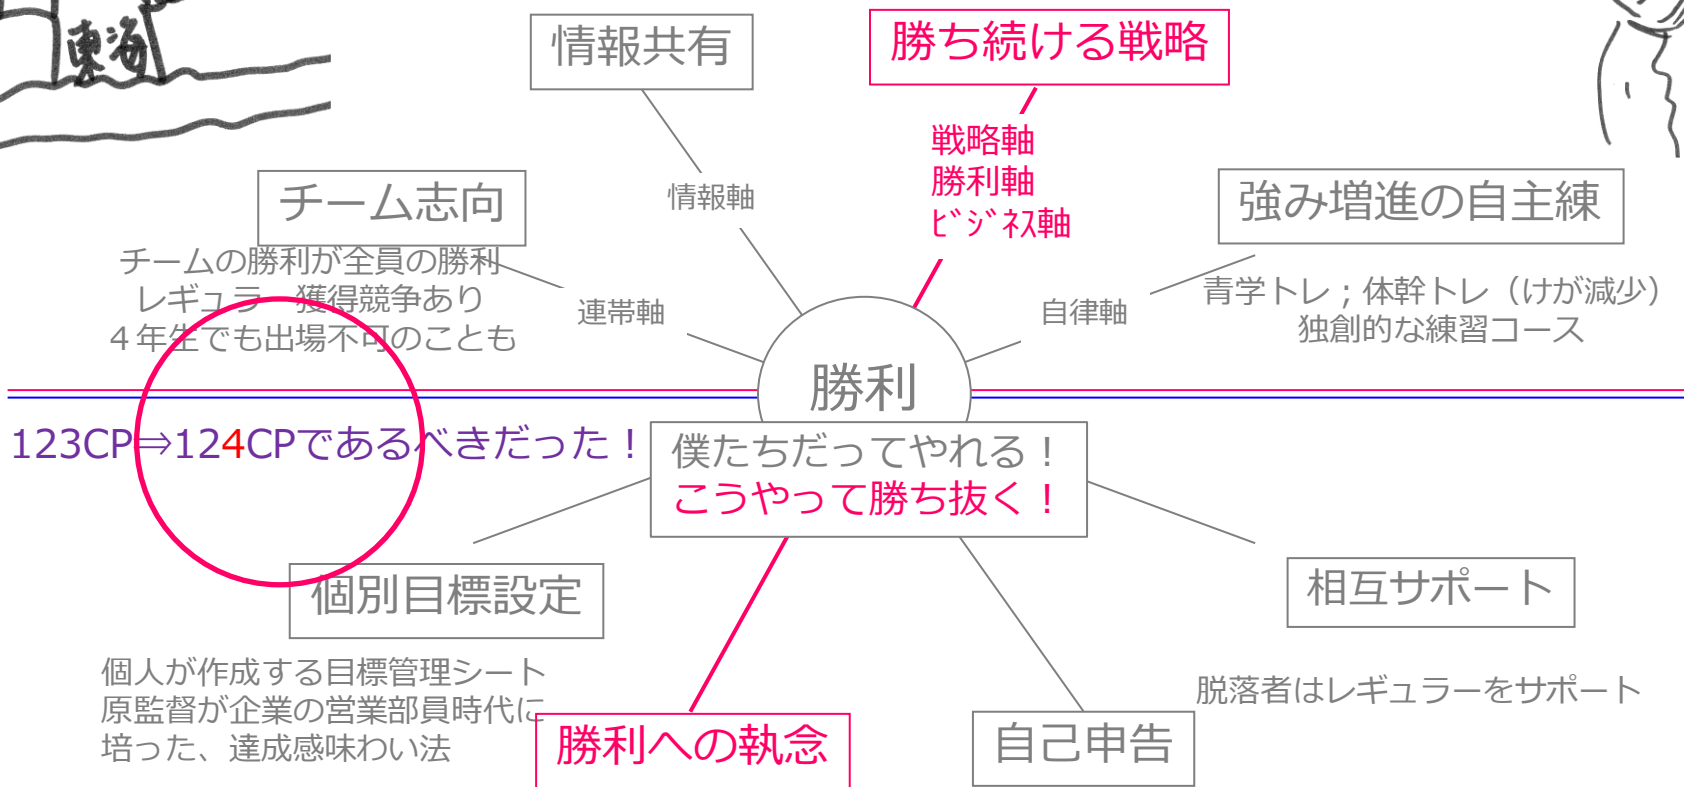 東海
情報共有
勝ち続ける戦略
戦略軸
勝利軸
ﾋﾞｼﾞﾈｽ軸
チーム志向
情報軸
強み増進の自主練
チームの勝利が全員の勝利
レギュラー獲得競争あり
４年生でも出場不可のことも
連帯軸
自律軸
青学トレ；体幹トレ（けが減少）
独創的な練習コース
勝利
123CP⇒124CPであるべきだった！
僕たちだってやれる！
こうやって勝ち抜く！
個別目標設定
相互サポート
個人が作成する目標管理シート
原監督が企業の営業部員時代に
培った、達成感味わい法
脱落者はレギュラーをサポート
勝利への執念
自己申告